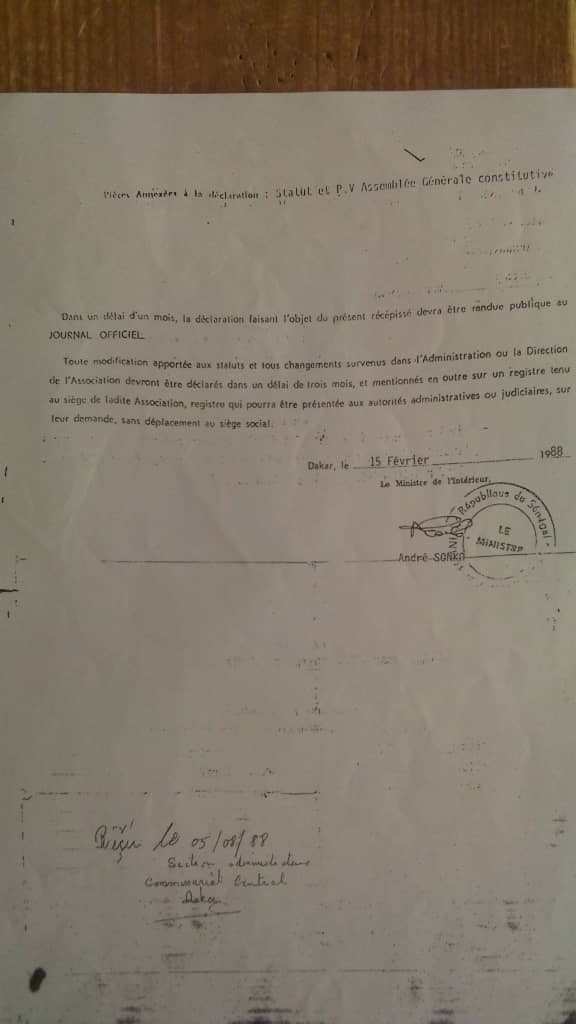 Pièces Annexées à la déclaration : Statut et P.V Assemblée Générale constitutive
Dans un délai d'un mois, la déclaration faisant l'objet du présent récépissé devra être rendue publique au
JOURNAL OFFICIEL.
Toute modification apportée aux statuts et tous changements survenus dans l'Administration ou la Direction
de l'Association devront être déclarés dans un délai de trois mois, et mentionnés en outre sur un registre tenu
au siège de ladite Association, registre qui pourra être présentée aux autorités administratives ou judiciaires, sur
leur demande, sans déplacement au siège social.
Dakar, le 15 Février 1988
Le Ministre de l'Intérieur,
République du Sénégal
LE
MINISTRE
André SONKO
Reçu le 05/08/88
Section
Commissariat Central
Dakar